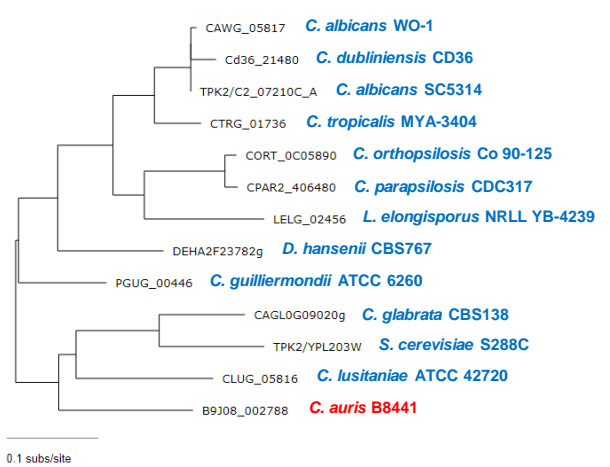 CAWG_05817 C. albicans WO-1
Cd36_21480 C. dubliniensis CD36
TPK2/C2_07210C_A C. albicans SC5314
CTRG_01736 C. tropicalis MYA-3404
CORT_0C05890 C. orthopsilosis Co 90-125
CPAR2_406480 C. parapsilosis CDC317
LELG_02456 L. elongisporus NRLL YB-4239
DEHA2F23782g D. hansenii CBS767
PGUG_00446 C. guilliermondii ATCC 6260
CAGL0G09020g C. glabrata CBS138
TPK2/YPL203W S. cerevisiae S288C
CLUG_05816 C. lusitaniae ATCC 42720
B9J08_002788 C. auris B8441
0.1 subs/site